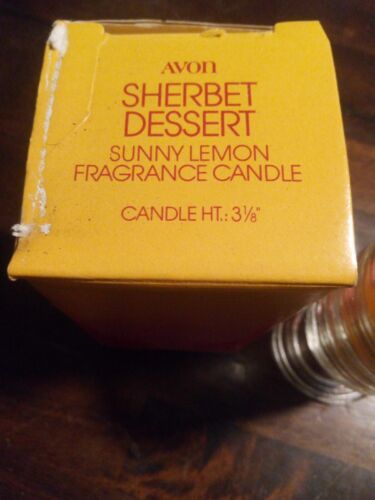 AVON
SHERBET
DESSERT
SUNNY LEMON
FRAGRANCE CANDLE
CANDLE HT.: 3⅛"